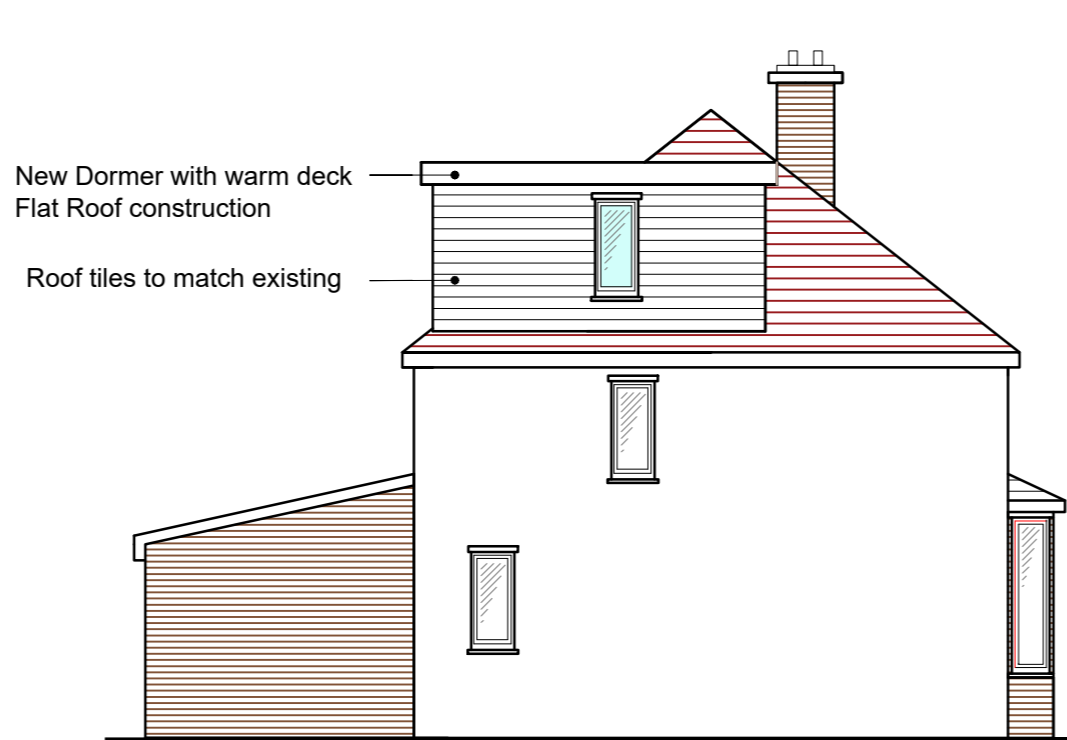 New Dormer with warm deck
Flat Roof construction
Roof tiles to match existing